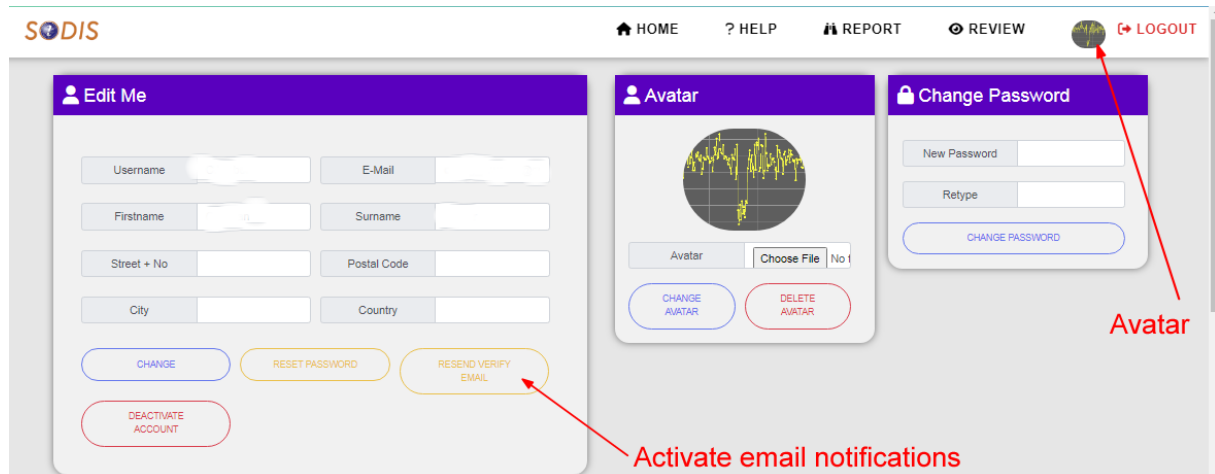 SODIS
HOME
? HELP
REPORT
REVIEW
LOGOUT
Edit Me
Username
E-Mail
Firstname
Surname
Street + No
Postal Code
City
Country
CHANGE
RESET PASSWORD
RESEND VERIFY
EMAIL
DEACTIVATE
ACCOUNT
Avatar
Avatar
Choose File No f
CHANGE
AVATAR
DELETE
AVATAR
Change Password
New Password
Retype
CHANGE PASSWORD
Avatar
Activate email notifications